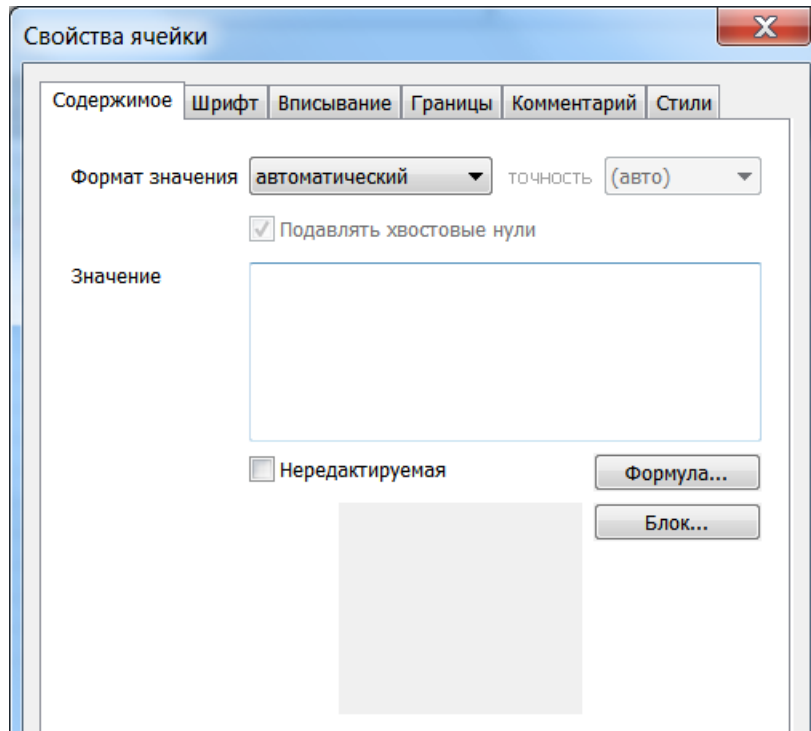 Свойства ячейки
Содержимое Шрифт Вписывание Границы Комментарий Стили
Формат значения автоматический точность (авто)
Подавлять хвостовые нули
Значение
Нередактируемая Формула...
Блок...